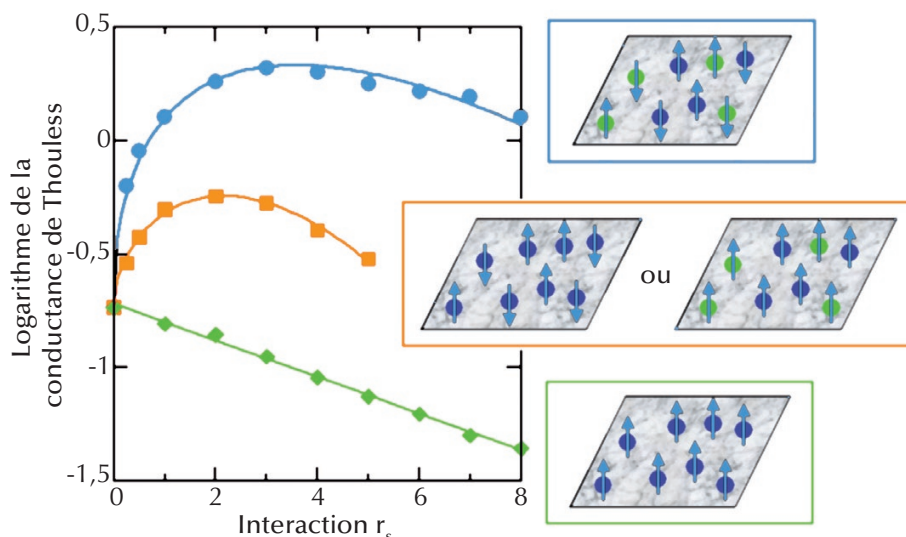 Logarithme de la
conductance de Thouless
0,5
0
-0,5
-1
-1,5
0
2
4
6
8
Interaction r_s
ou